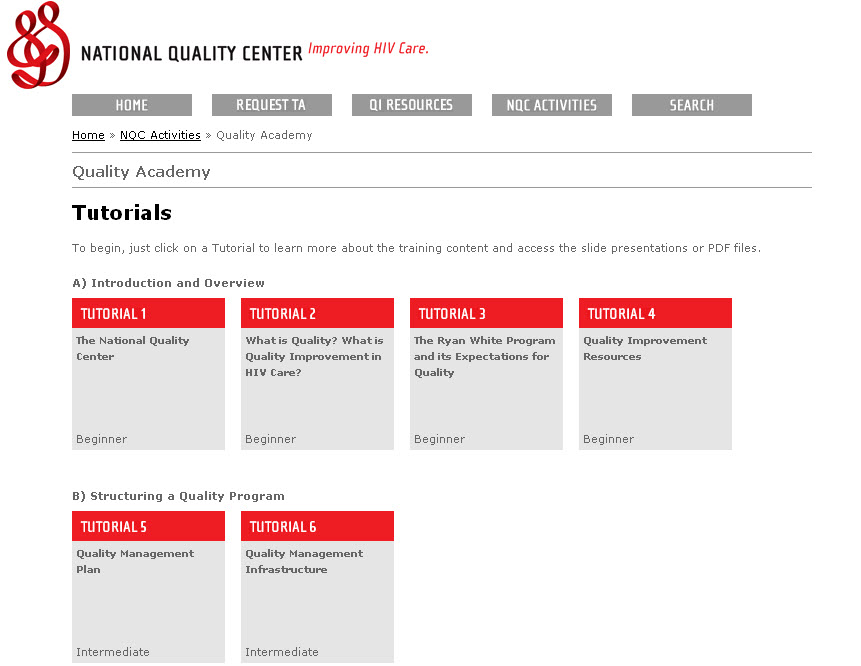 NATIONAL QUALITY CENTER Improving HIV Care.
HOME REQUEST TA QI RESOURCES NQC ACTIVITIES SEARCH
Home » NQC Activities » Quality Academy
Quality Academy
Tutorials
To begin, just click on a Tutorial to learn more about the training content and access the slide presentations or PDF files.
A) Introduction and Overview
TUTORIAL 1
The National Quality
Center
Beginner
TUTORIAL 2
What is Quality? What is
Quality Improvement in
HIV Care?
Beginner
TUTORIAL 3
The Ryan White Program
and its Expectations for
Quality
Beginner
TUTORIAL 4
Quality Improvement
Resources
Beginner
B) Structuring a Quality Program
TUTORIAL 5
Quality Management
Plan
Intermediate
TUTORIAL 6
Quality Management
Infrastructure
Intermediate